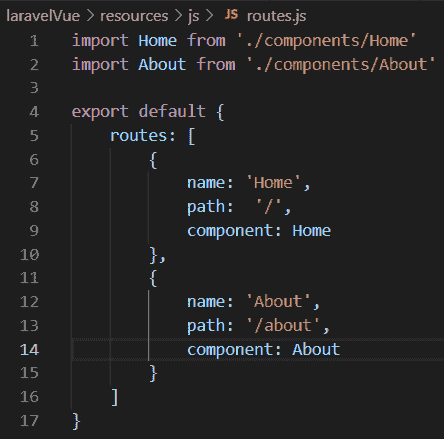 laravelVue > resources > js > JS routes.js
1 import Home from './components/Home'
2 import About from './components/About'
3
4 export default {
5     routes: [
6         {
7             name: 'Home',
8             path:  '/',
9             component: Home
10         },
11         {
12             name: 'About',
13             path: '/about',
14             component: About
15         }
16     ]
17 }